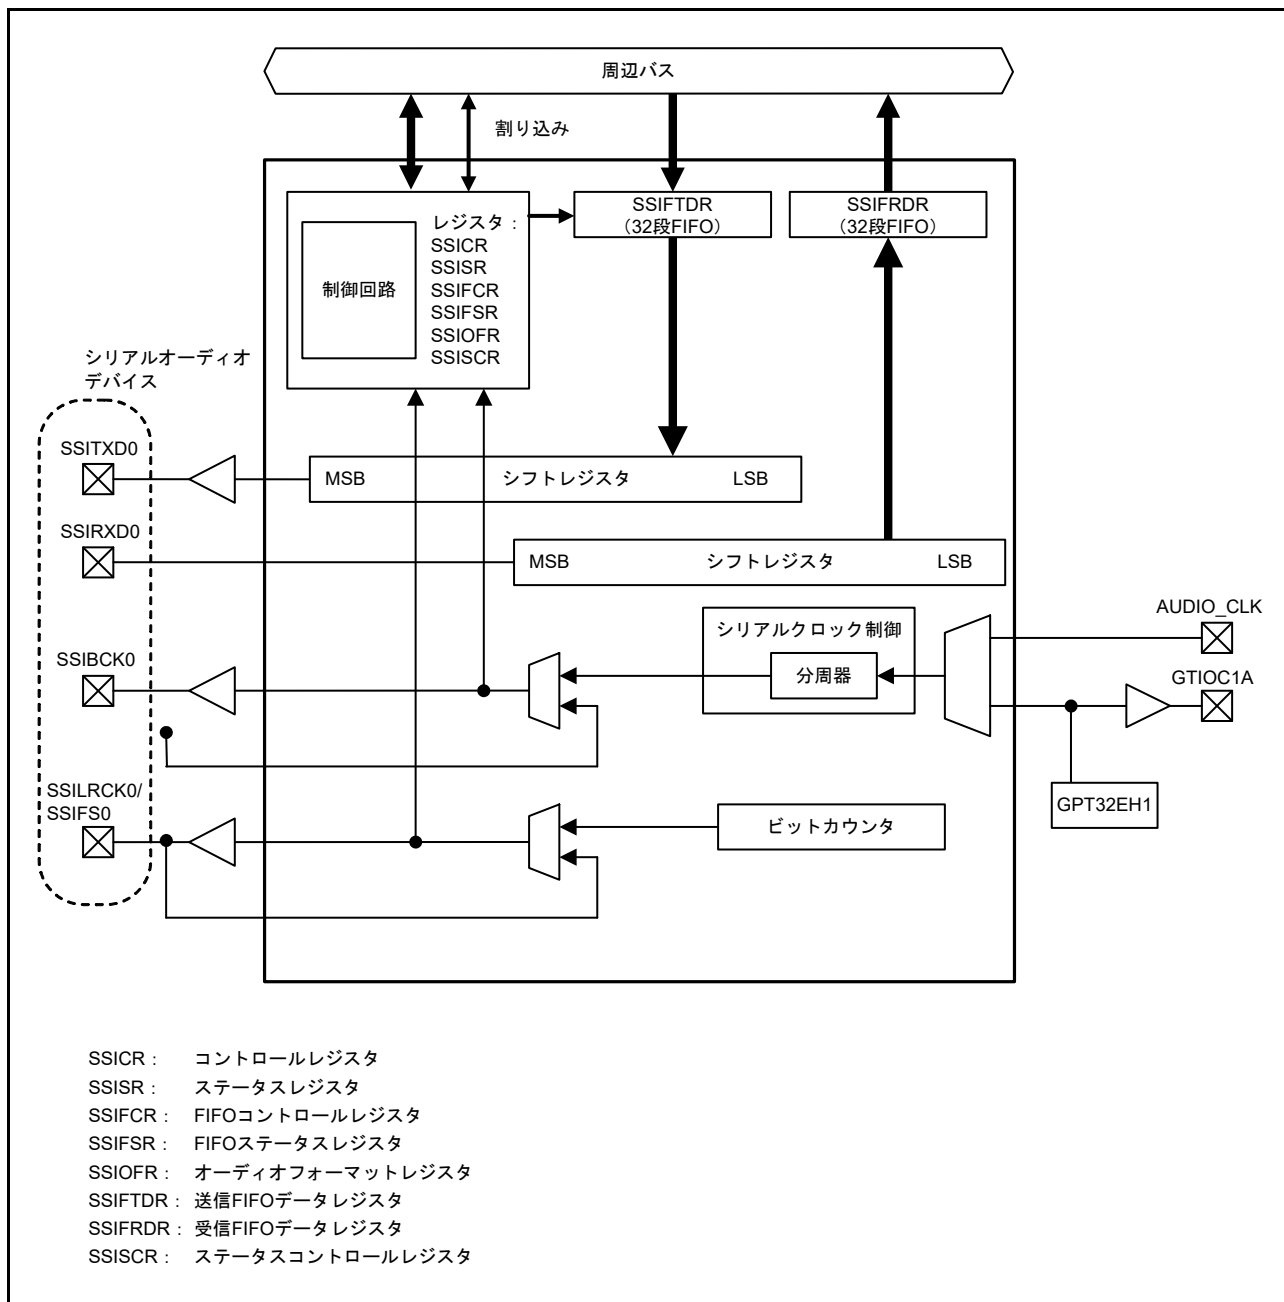 周辺バス
割り込み
SSIFTDR
（32段FIFO）
SSIFRDR
（32段FIFO）
制御回路
レジスタ：
SSICR
SSISR
SSIFCR
SSIFSR
SSIOFR
SSISCR
シリアルオーディオ
デバイス
SSITXD0
MSB シフトレジスタ LSB
SSIRXD0
MSB シフトレジスタ LSB
AUDIO_CLK
シリアルクロック制御
分周器
SSIBCK0
GTIOC1A
SSILRCK0/
SSIFS0
GPT32EH1
ビットカウンタ
SSICR： コントロールレジスタ
SSISR： ステータスレジスタ
SSIFCR： FIFOコントロールレジスタ
SSIFSR： FIFOステータスレジスタ
SSIOFR： オーディオフォーマットレジスタ
SSIFTDR： 送信FIFOデータレジスタ
SSIFRDR： 受信FIFOデータレジスタ
SSISCR： ステータスコントロールレジスタ